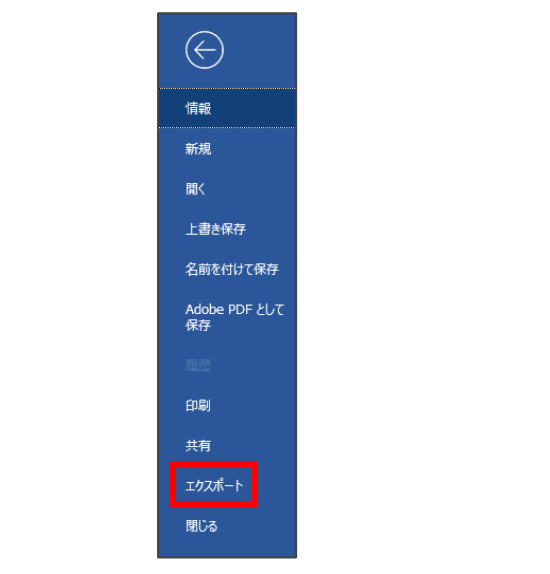 情報
新規
開く
上書き保存
名前を付けて保存
Adobe PDF として
保存
履歴
印刷
共有
エクスポート
閉じる